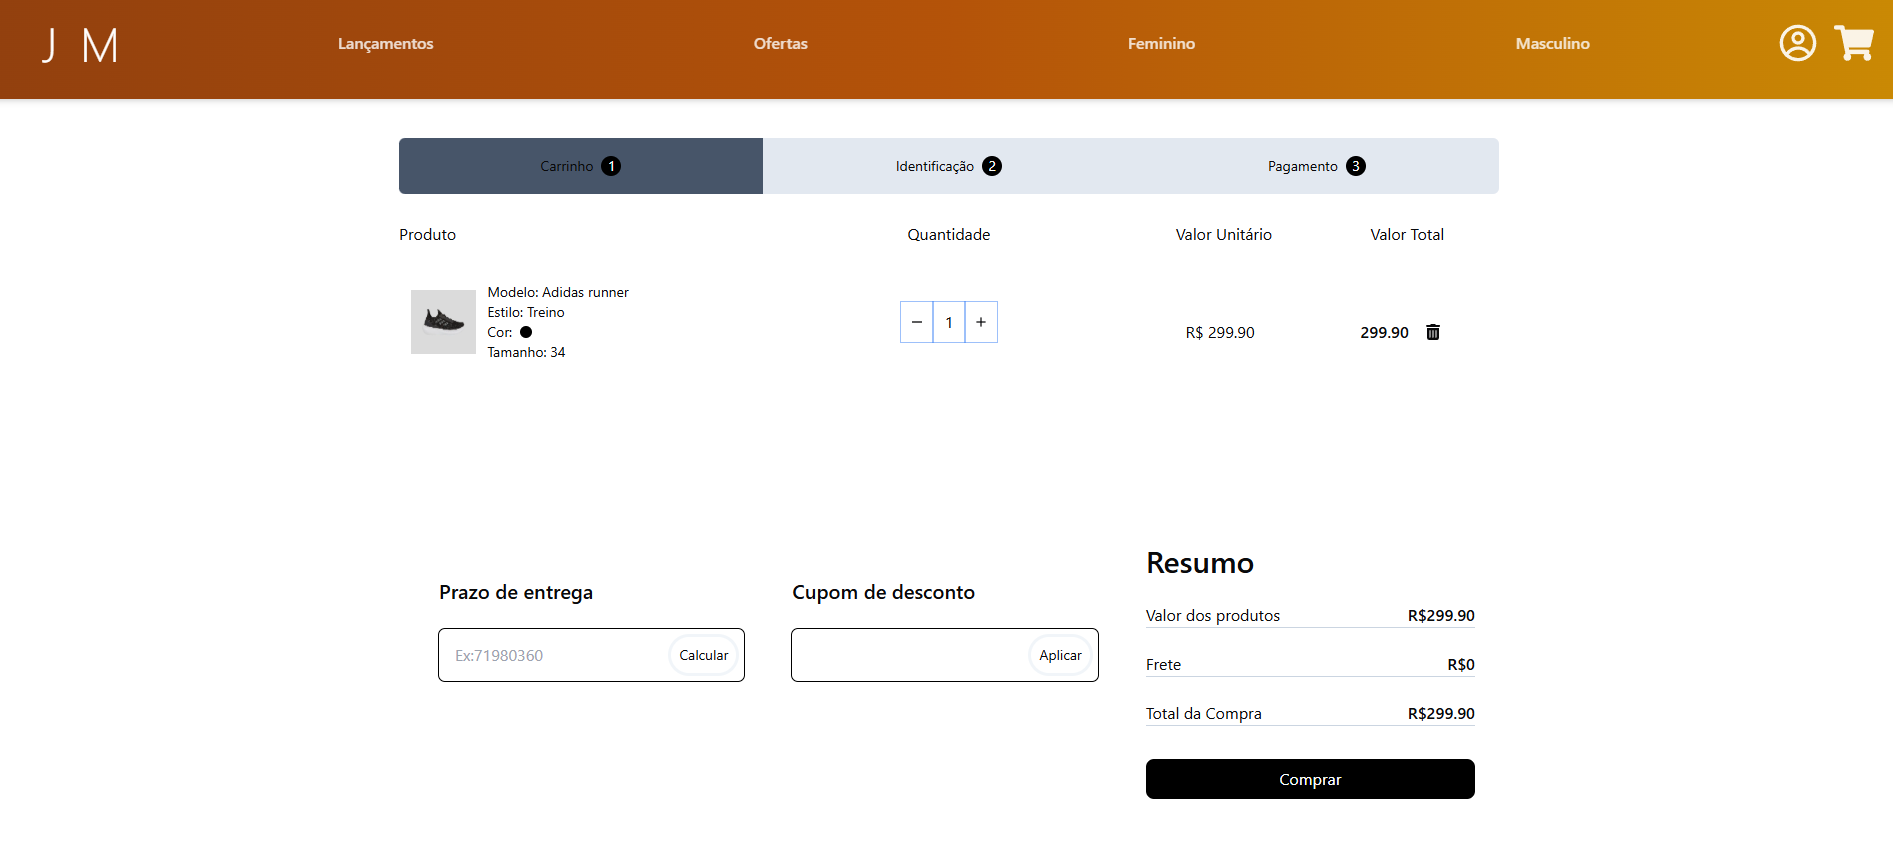 J M
Lançamentos
Ofertas
Feminino
Masculino
Carrinho 1
Identificação 2
Pagamento 3
Produto
Quantidade
Valor Unitário
Valor Total
Modelo: Adidas runner
Estilo: Treino
Cor:
Tamanho: 34
− 1 +
R$ 299.90
299.90
Prazo de entrega
Ex:71980360
Calcular
Cupom de desconto
Aplicar
Resumo
Valor dos produtos R$299.90
Frete R$0
Total da Compra R$299.90
Comprar